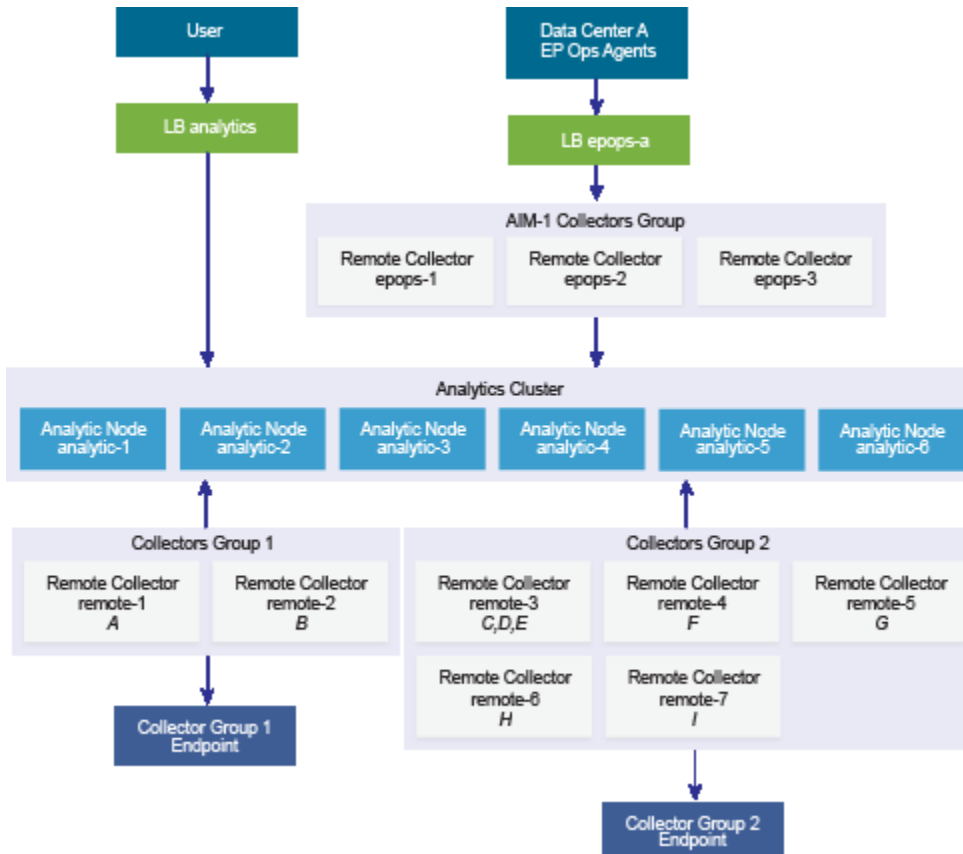 User
Data Center A
EP Ops Agents
LB analytics
LB epops-a
AIM-1 Collectors Group
Remote Collector
epops-1
Remote Collector
epops-2
Remote Collector
epops-3
Analytics Cluster
Analytic Node
analytic-1
Analytic Node
analytic-2
Analytic Node
analytic-3
Analytic Node
analytic-4
Analytic Node
analytic-5
Analytic Node
analytic-6
Collectors Group 1
Remote Collector
remote-1
A
Remote Collector
remote-2
B
Collectors Group 2
Remote Collector
remote-3
C,D,E
Remote Collector
remote-4
F
Remote Collector
remote-5
G
Remote Collector
remote-6
H
Remote Collector
remote-7
I
Collector Group 1
Endpoint
Collector Group 2
Endpoint